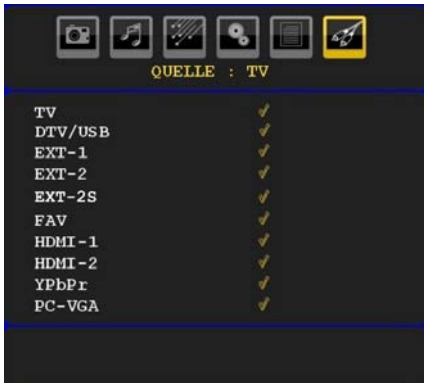 QUELLE : TV
TV
DTV/USB
EXT-1
EXT-2
EXT-2S
FAV
HDMI-1
HDMI-2
YPbPr
PC-VGA